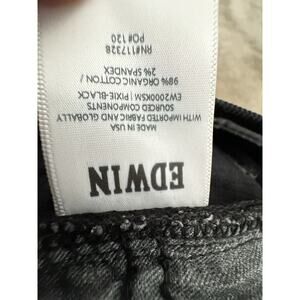 EDWIN
MADE IN USA
WITH IMPORTED FABRIC AND GLOBALLY
SOURCED COMPONENTS
EW2000KSM | PIXIE-BLACK
98% ORGANIC COTTON /
2% SPANDEX
RN#117328
PO# 120